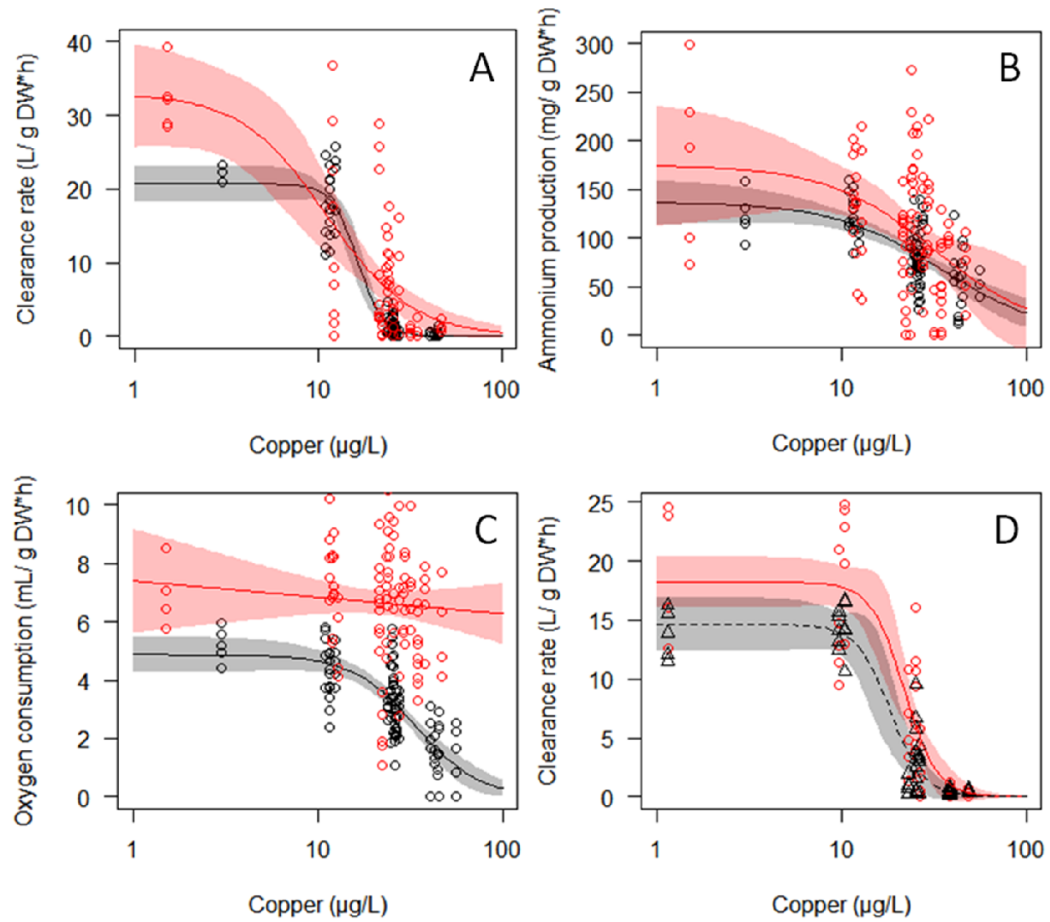 A
Clearance rate (L/ g DW*h)
40
30
20
10
0
1 10 100
Copper (µg/L)
B
Ammonium production (mg/ g DW*h)
300
250
200
150
100
50
0
1 10 100
Copper (µg/L)
C
Oxygen consumption (mL/ g DW*h)
10
8
6
4
2
0
1 10 100
Copper (µg/L)
D
Clearance rate (L/ g DW*h)
25
20
15
10
5
0
1 10 100
Copper (µg/L)